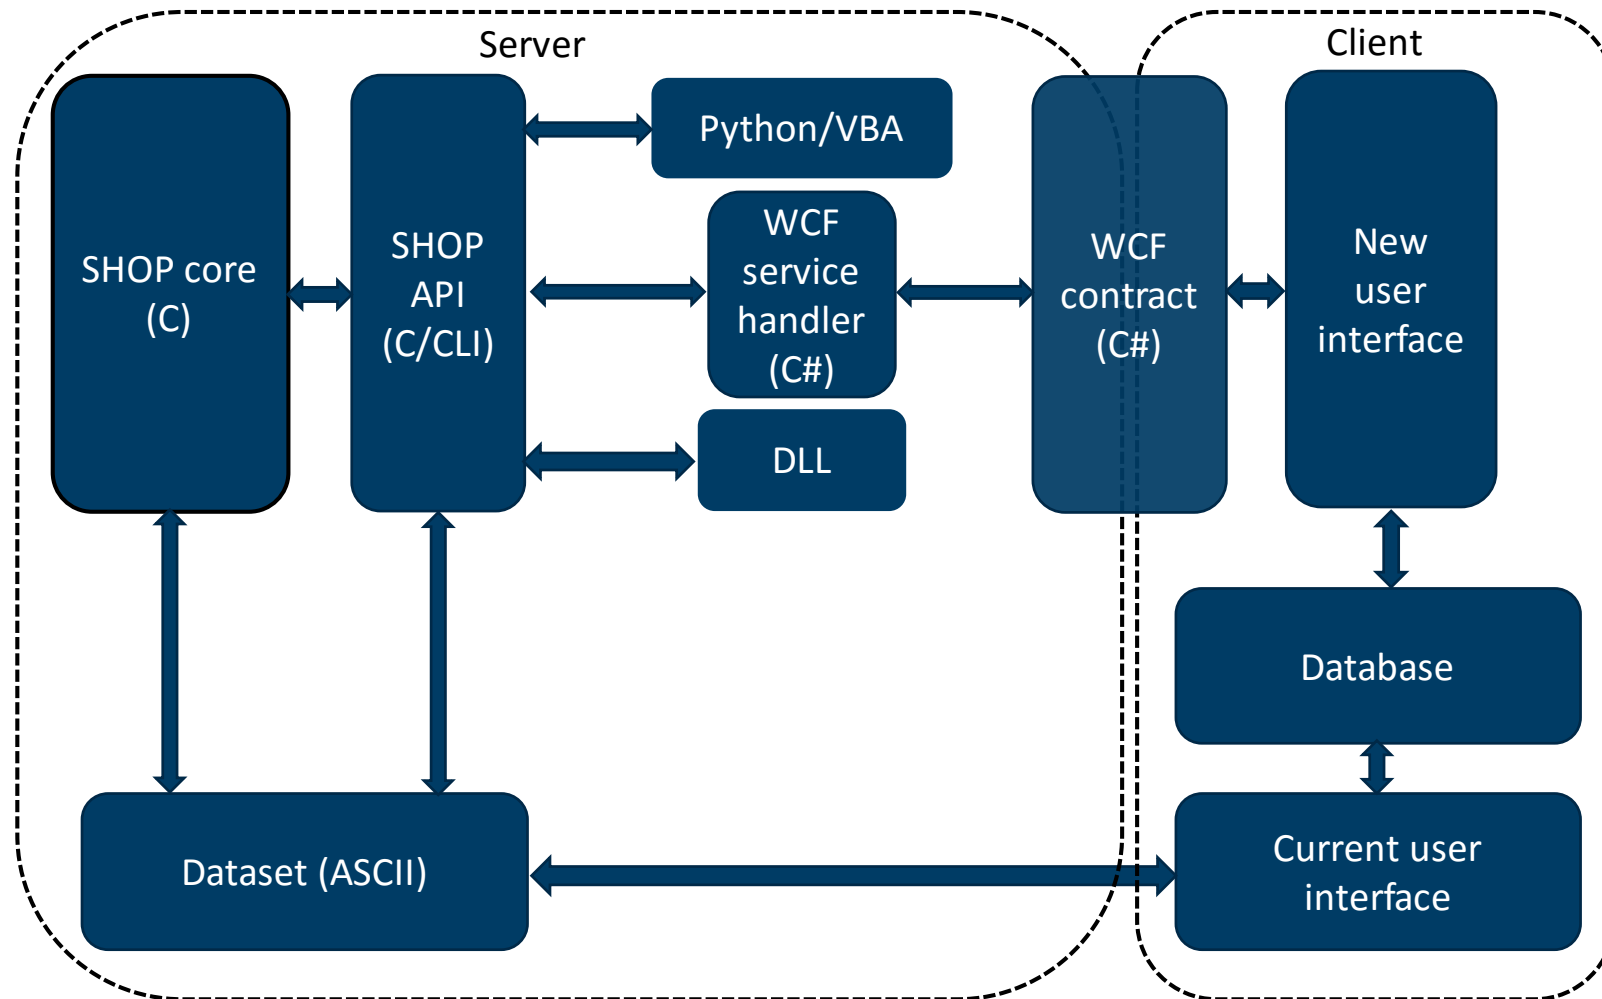 Server
Client
SHOP core
(C)
SHOP
API
(C/CLI)
Python/VBA
WCF
service
handler
(C#)
DLL
WCF
contract
(C#)
New
user
interface
Database
Dataset (ASCII)
Current user
interface